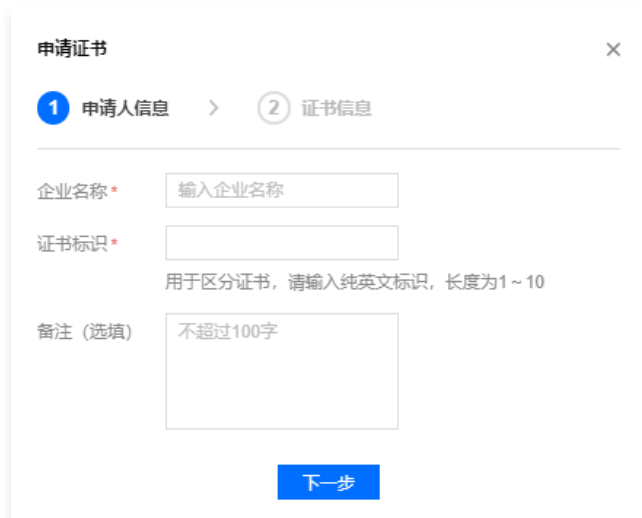 申请证书
1 申请人信息 > 2 证书信息
企业名称* 输入企业名称
证书标识*
用于区分证书，请输入纯英文标识，长度为1~10
备注（选填） 不超过100字
下一步